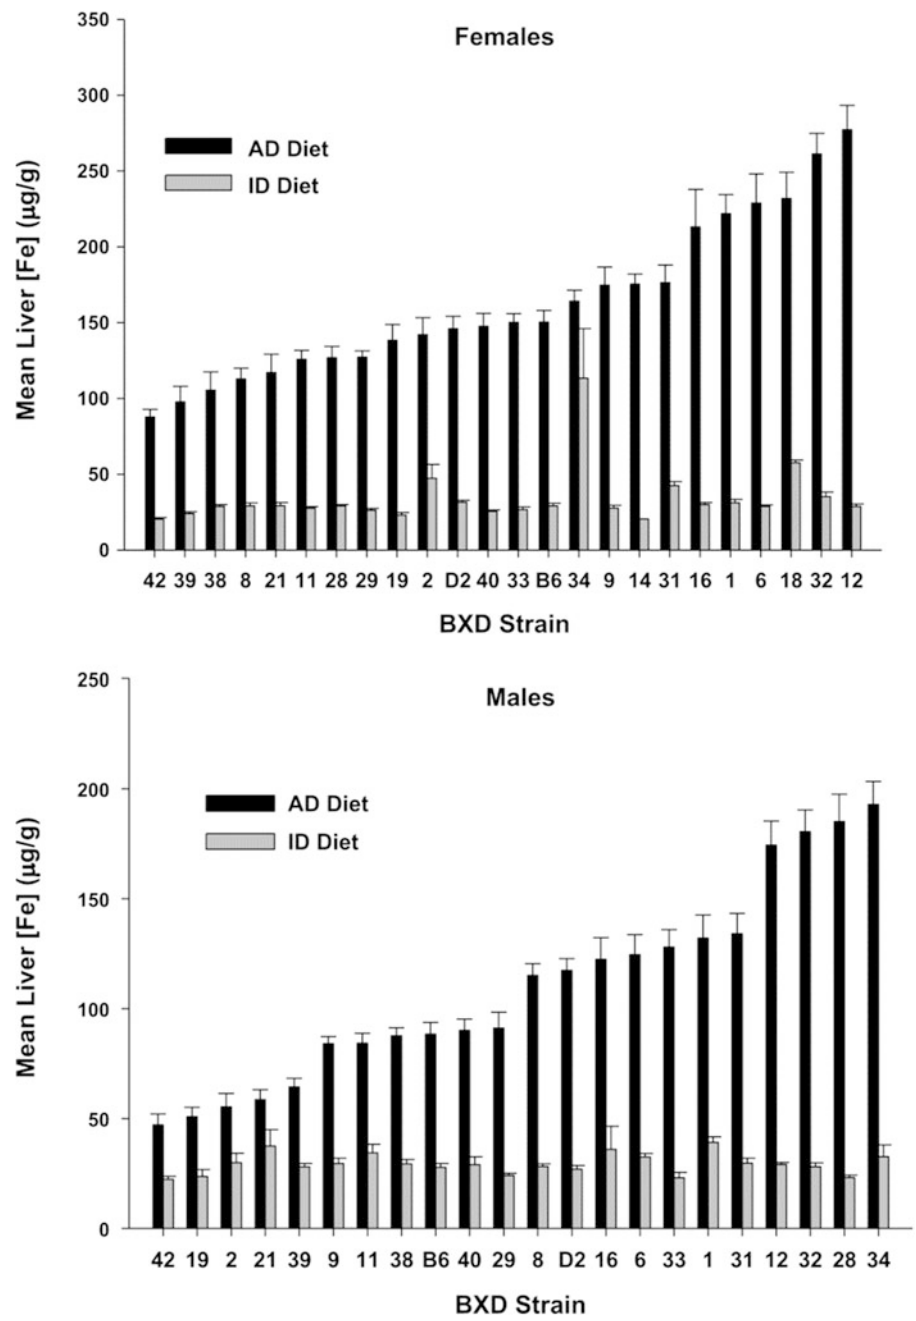 Females
350
300
250
200
150
100
50
0
Mean Liver [Fe] (µg/g)
AD Diet
ID Diet
42 39 38 8 21 11 28 29 19 2 D2 40 33 B6 34 9 14 31 16 1 6 18 32 12
BXD Strain
Males
250
200
150
100
50
0
Mean Liver [Fe] (µg/g)
AD Diet
ID Diet
42 19 2 21 39 9 11 38 B6 40 29 8 D2 16 6 33 1 31 12 32 28 34
BXD Strain